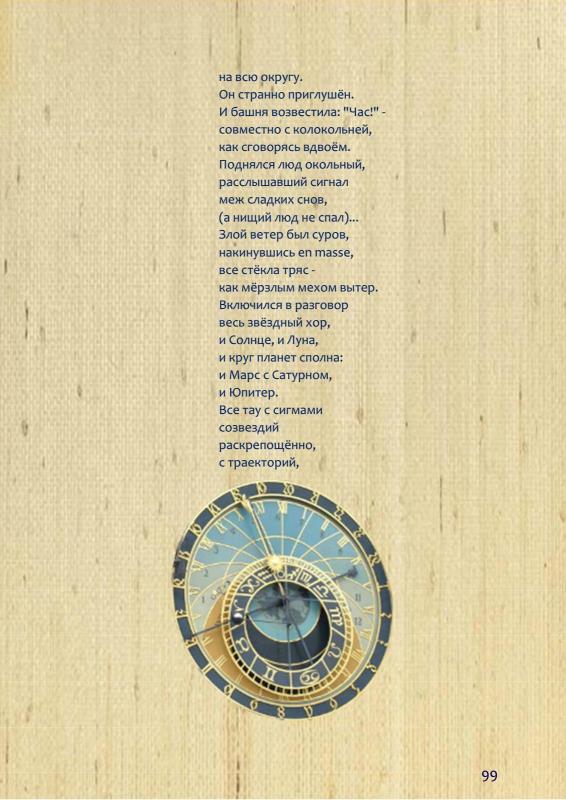 на всю округу.
Он странно приглушён.
И башня возвестила: "Час!" -
совместно с колокольней,
как сговорясь вдвоём.
Поднялся люд окольный,
расслышавший сигнал
меж сладких снов,
(а нищий люд не спал)...
Злой ветер был суров,
накинувшись en masse,
все стёкла тряс -
как мёрзлым мехом вытер.
Включился в разговор
весь звёздный хор,
и Солнце, и Луна,
и круг планет сполна:
и Марс с Сатурном,
и Юпитер.
Все тау с сигмами
созвездий
раскрепощённо,
с траекторий,
99